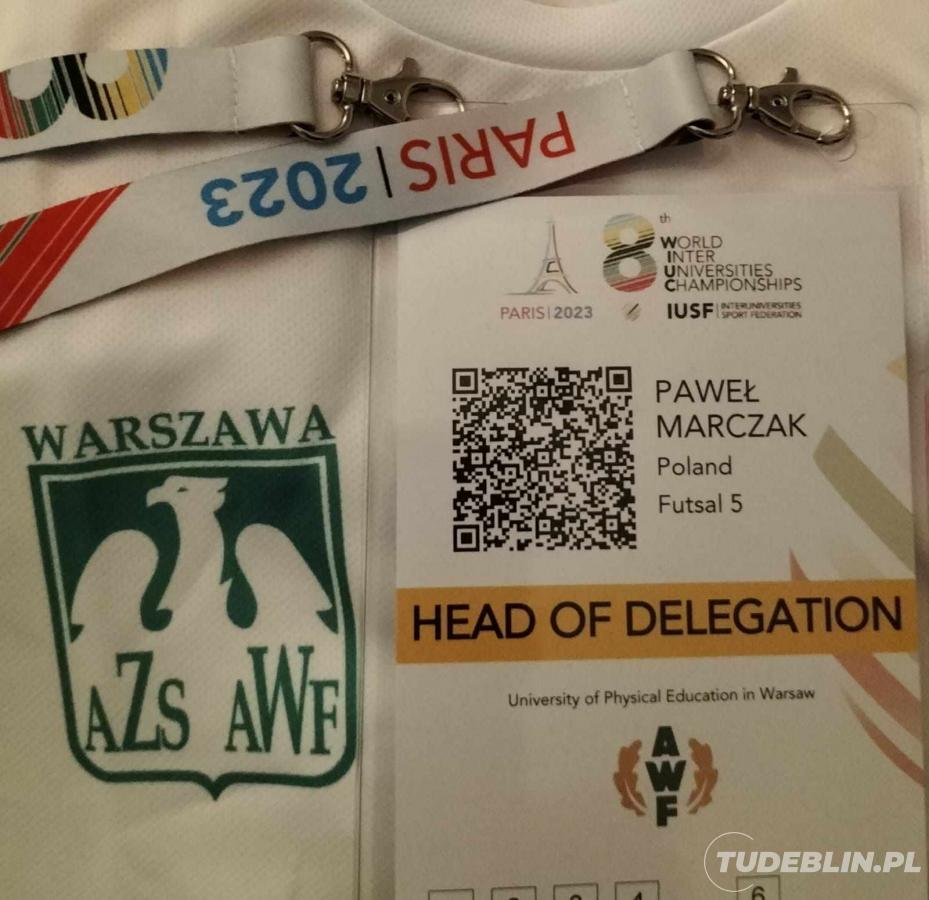 PARIS | 2023
8th
WORLD
INTER
UNIVERSITIES
CHAMPIONSHIPS
PARIS | 2023
IUSF | INTERUNIVERSITIES
SPORT FEDERATION
PAWEŁ
MARCZAK
Poland
Futsal 5
WARSZAWA
AZS AWF
HEAD OF DELEGATION
University of Physical Education in Warsaw
AWF
6
TUDEBLIN.PL